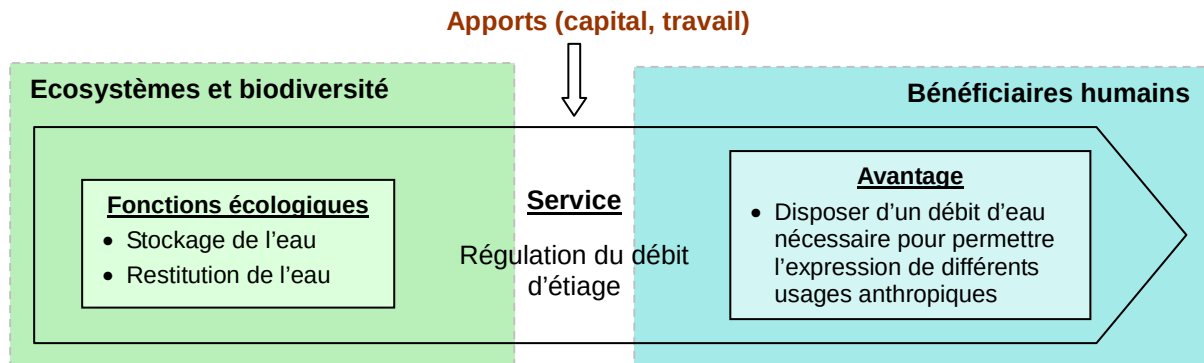 Apports (capital, travail)
Ecosystèmes et biodiversité
Bénéficiaires humains
Fonctions écologiques
• Stockage de l’eau
• Restitution de l’eau
Service
Régulation du débit
d’étiage
Avantage
• Disposer d’un débit d’eau
nécessaire pour permettre
l’expression de différents
usages anthropiques